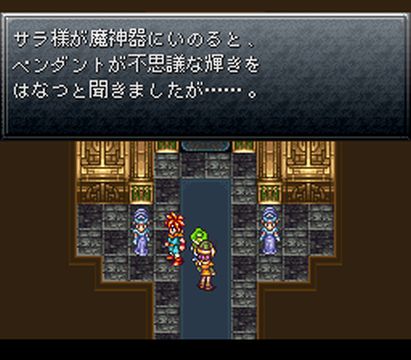 サラ様が魔神器にいのると、
ペンダントが不思議な輝きを
はなつと聞きましたが……。